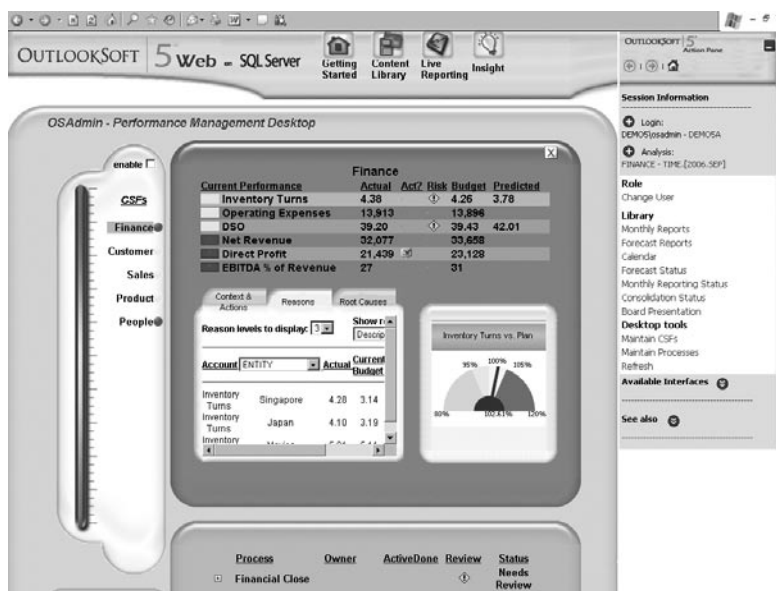 OUTLOOKSOFT 5 Web - SQL Server
Getting Started
Content Library
Live Reporting
Insight
OSAdmin - Performance Management Desktop
enable
CSFs
Finance
Customer
Sales
Product
People
Finance
Current Performance Actual Act? Risk Budget Predicted
Inventory Turns 4.38 4.26 3.78
Operating Expenses 13,913 13,896
DSO 39.20 39.43 42.01
Net Revenue 32,077 33,658
Direct Profit 21,439 23,128
EBITDA % of Revenue 27 31
Context & Actions
Reasons
Root Causes
Reason levels to display: 3
Show r
Descrip
Account ENTITY Actual Current Budget
Inventory Turns Singapore 4.28 3.14
Inventory Turns Japan 4.10 3.19
Inventory
Inventory Turns vs. Plan
95% 100% 105%
80% 102.61% 120%
Process Owner ActiveDone Review Status
Financial Close Needs Review
OUTLOOKSOFT 5
Action Pane
Session Information
Login:
DEMOS\osadmin - DEMOSA
Analysis:
FINANCE - TIME.[2006.SEP]
Role
Change User
Library
Monthly Reports
Forecast Reports
Calendar
Forecast Status
Monthly Reporting Status
Consolidation Status
Board Presentation
Desktop tools
Maintain CSFs
Maintain Processes
Refresh
Available Interfaces
See also